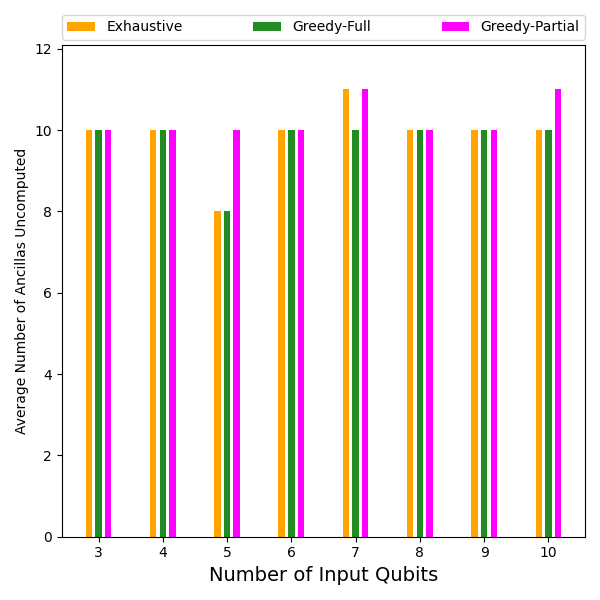 Exhaustive Greedy-Full Greedy-Partial
12
10
8
6
4
2
0
Average Number of Ancillas Uncomputed
3 4 5 6 7 8 9 10
Number of Input Qubits